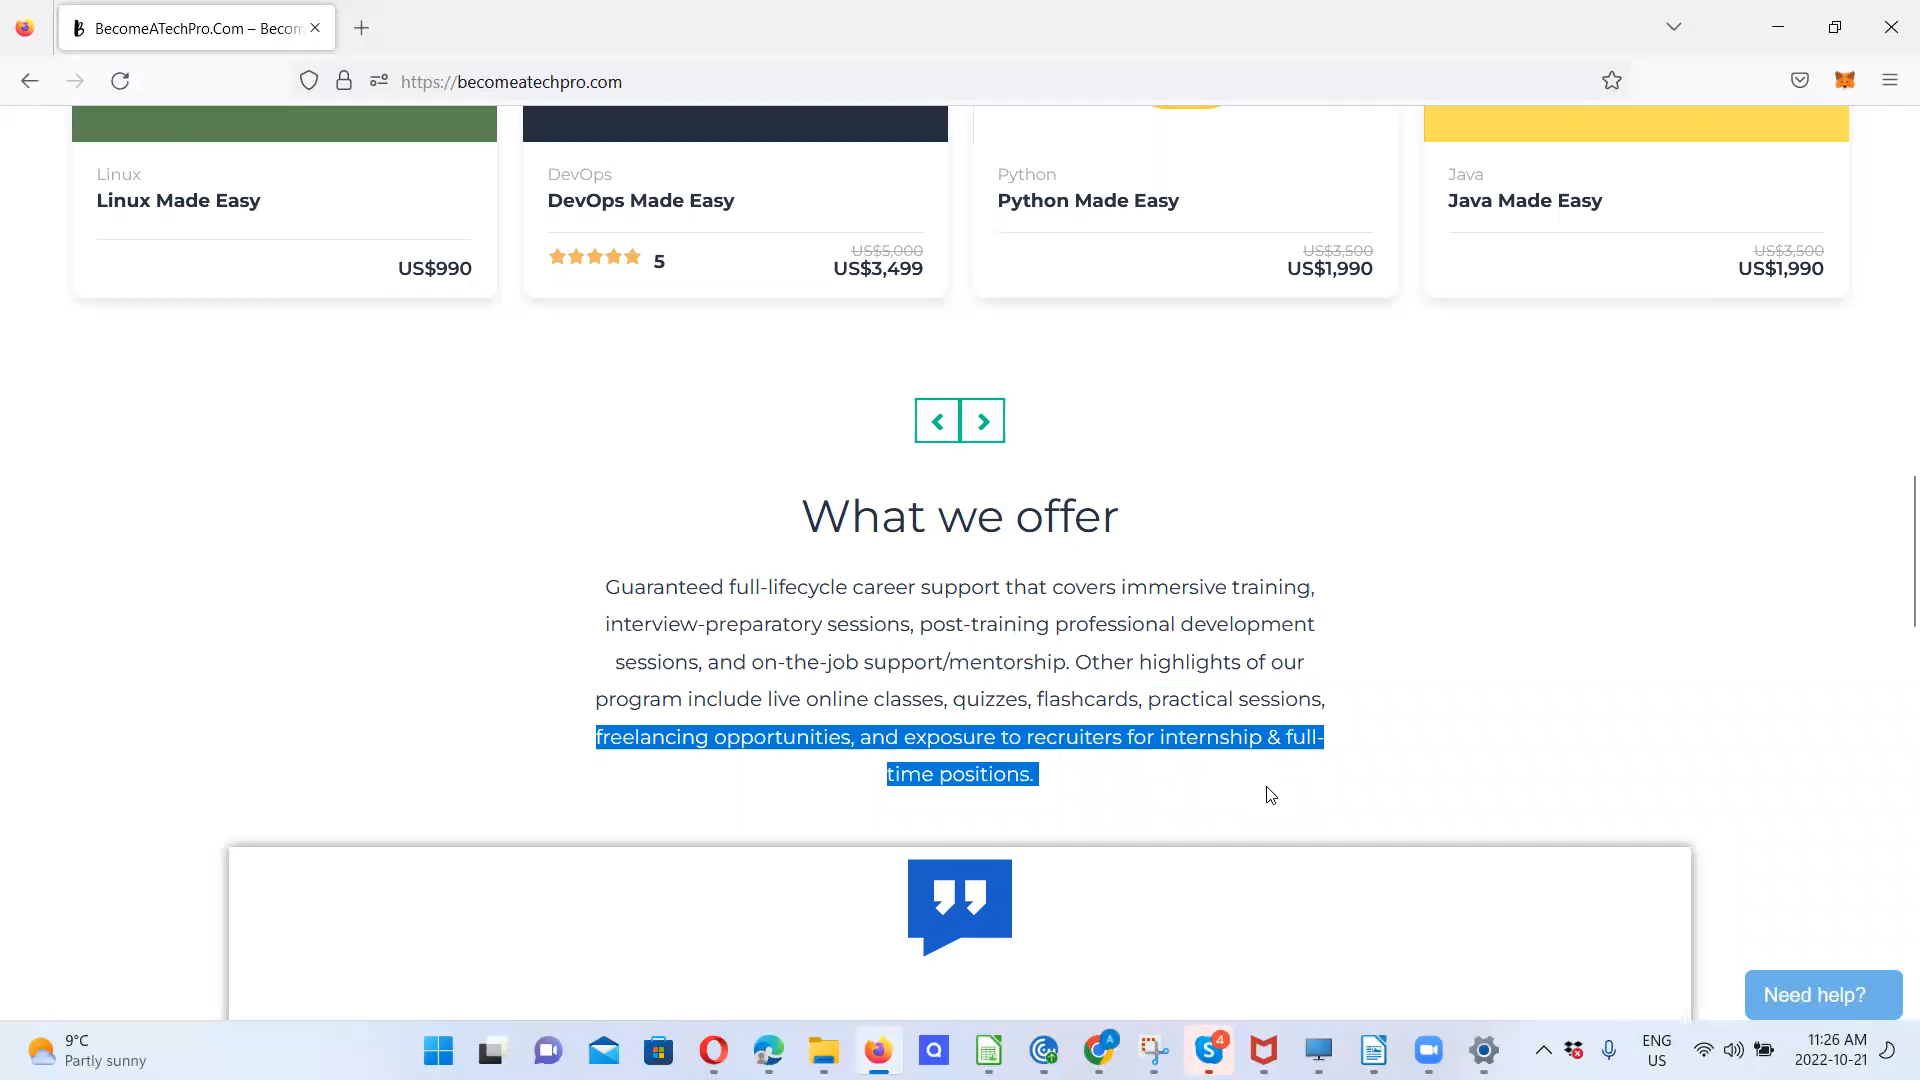 BecomeATechPro.Com – Becom
https://becomeatechpro.com
Linux
Linux Made Easy
US$990
DevOps
DevOps Made Easy
5
US$5,000
US$3,499
Python
Python Made Easy
US$3,500
US$1,990
Java
Java Made Easy
US$3,500
US$1,990
What we offer
Guaranteed full-lifecycle career support that covers immersive training,
interview-preparatory sessions, post-training professional development
sessions, and on-the-job support/mentorship. Other highlights of our
program include live online classes, quizzes, flashcards, practical sessions,
freelancing opportunities, and exposure to recruiters for internship & full-
time positions.
Need help?
9°C
Partly sunny
A
4
ENG
US
11:26 AM
2022-10-21